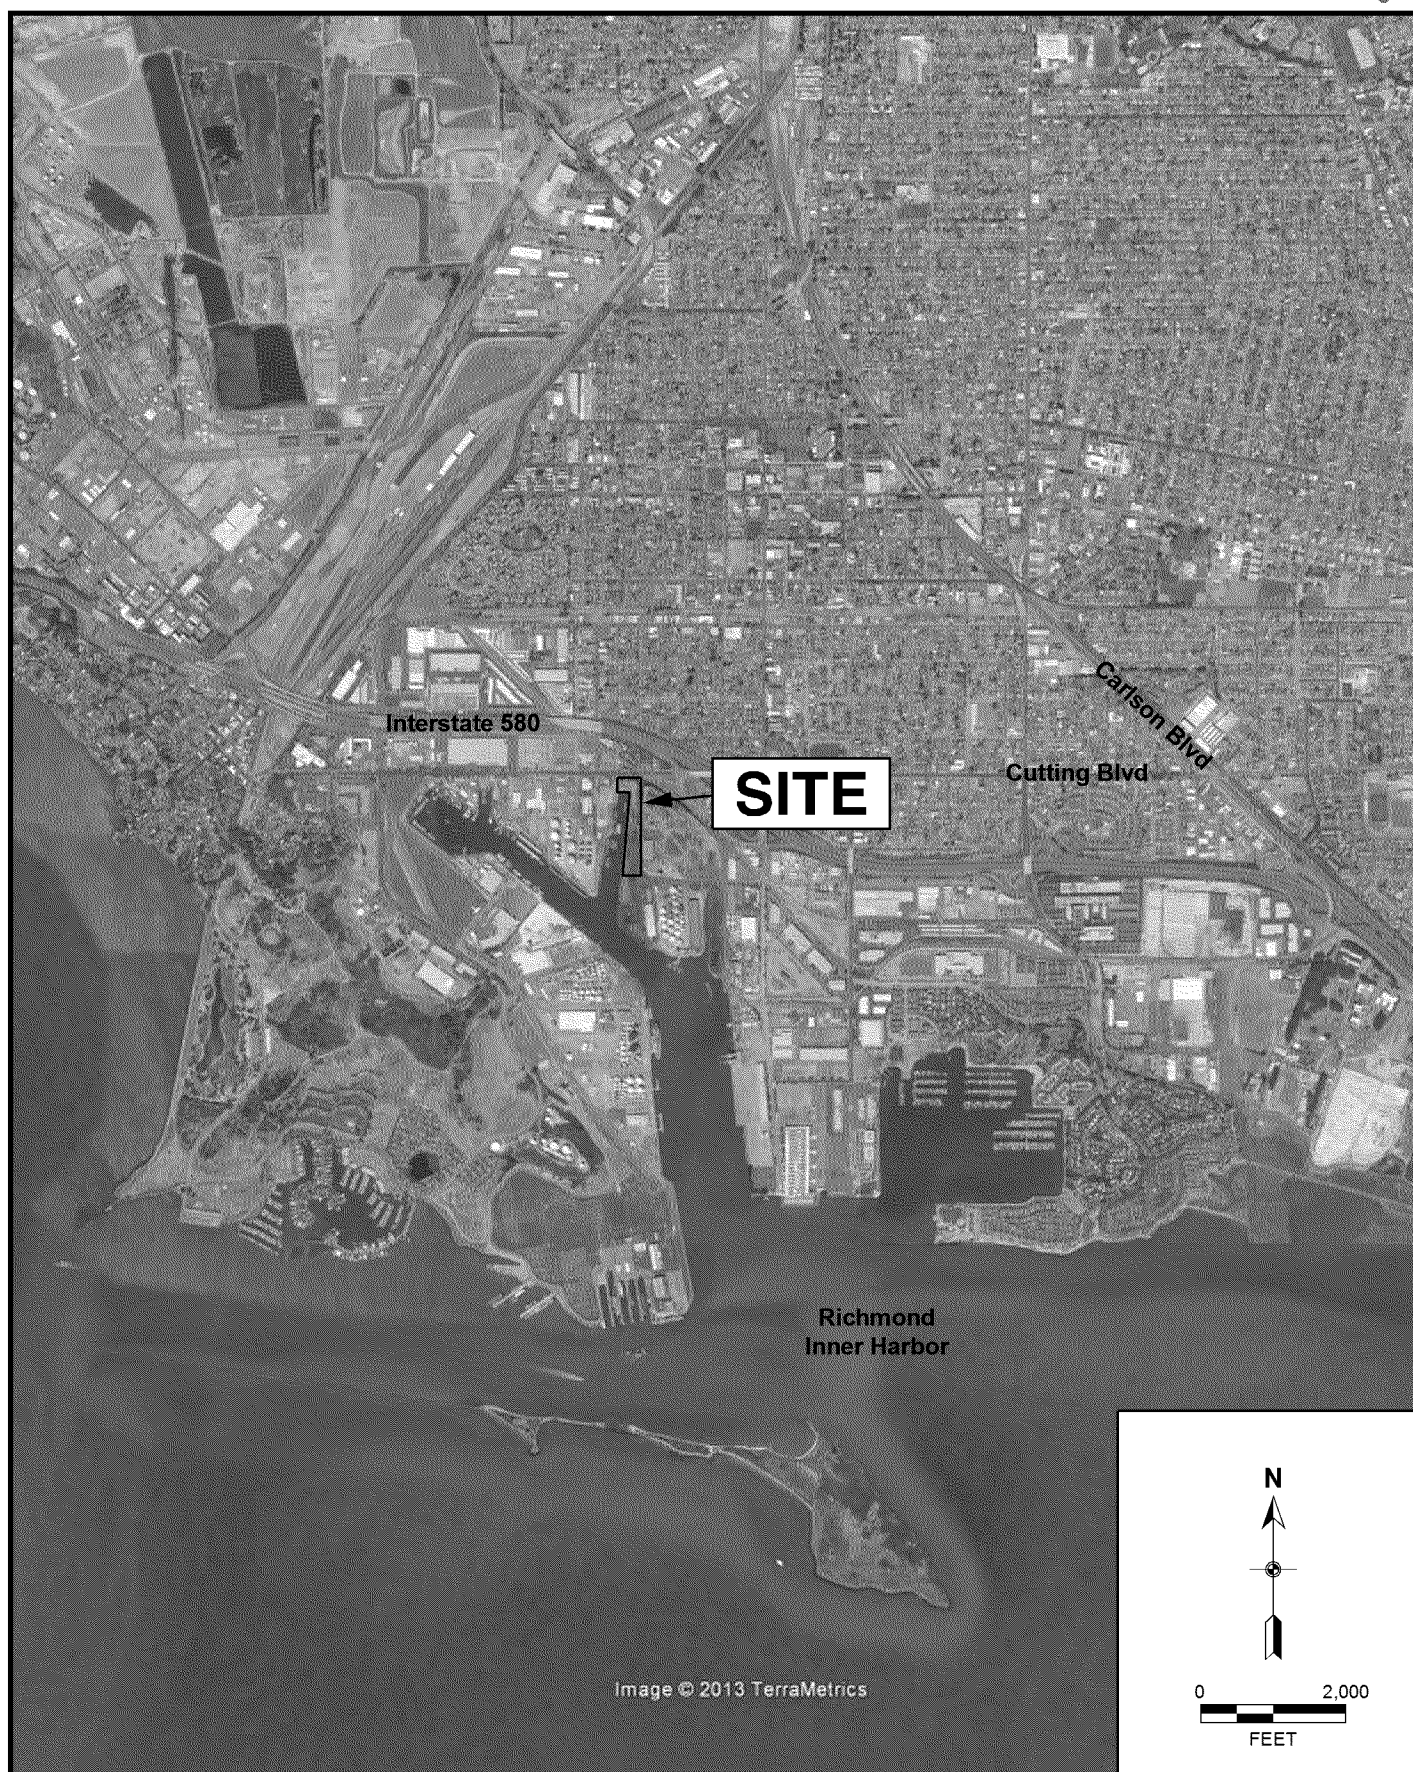 Interstate 580
Carlson Blvd
Cutting Blvd
SITE
Richmond
Inner Harbor
N
Image © 2013 TerraMetrics
0 2,000
FEET